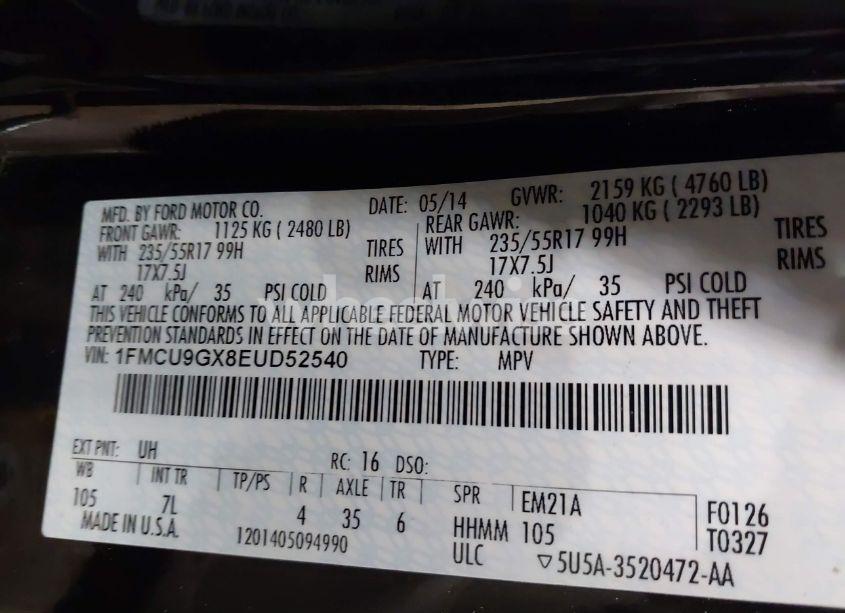 MFD. BY FORD MOTOR CO. DATE: 05/14 GVWR: 2159 KG ( 4760 LB)
FRONT GAWR: 1125 KG ( 2480 LB) REAR GAWR: 1040 KG ( 2293 LB)
WITH 235/55R17 99H TIRES WITH 235/55R17 99H TIRES
17X7.5J RIMS 17X7.5J RIMS
AT 240 kPa/ 35 PSI COLD AT 240 kPa/ 35 PSI COLD
THIS VEHICLE CONFORMS TO ALL APPLICABLE FEDERAL MOTOR VEHICLE SAFETY AND THEFT
PREVENTION STANDARDS IN EFFECT ON THE DATE OF MANUFACTURE SHOWN ABOVE.
VIN: 1FMCU9GX8EUD52540 TYPE: MPV
EXT PNT: UH RC: 16 DSO:
WB INT TR TP/PS R AXLE TR SPR EM21A F0126
105 7L 4 35 6 HHMM 105 T0327
MADE IN U.S.A. 1201405094990 ULC ▽5U5A-3520472-AA